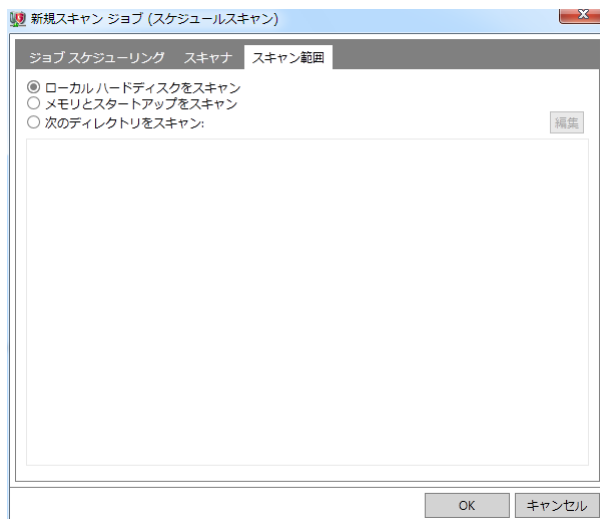 新規スキャン ジョブ (スケジュールスキャン)
ジョブ スケジューリング スキャナ スキャン範囲
ローカル ハードディスクをスキャン
メモリとスタートアップをスキャン
次のディレクトリをスキャン:
編集
OK キャンセル